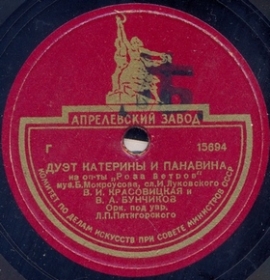 АПРЕЛЕВСКИЙ ЗАВОД
Г 15694
ДУЭТ КАТЕРИНЫ И ПАНАВИНА
из оп-ты „Роза Ветров"
муз. Б. Мокроусова, сл. И. Луковского
В. И. КРАСОВИЦКАЯ и
В. А. БУНЧИКОВ
Орк. под упр.
Л. П. Пятигорского
КОМИТЕТ ПО ДЕЛАМ ИСКУССТВ ПРИ СОВЕТЕ МИНИСТРОВ СССР